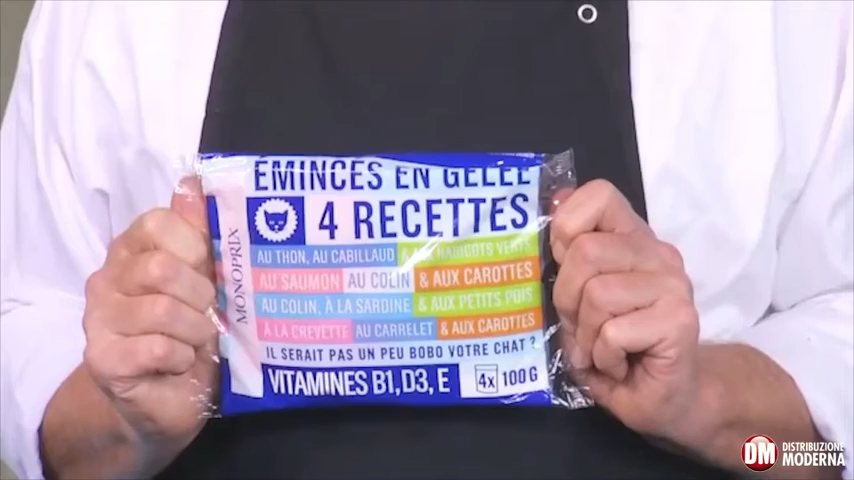 ÉMINCÉS EN GELÉE
4 RECETTES
MONOPRIX
AU THON, AU CABILLAUD & AUX HARICOTS VERTS
AU SAUMON AU COLIN & AUX CAROTTES
AU COLIN, À LA SARDINE & AUX PETITS POIS
À LA CREVETTE AU CARRELET & AUX CAROTTES
IL SERAIT PAS UN PEU BOBO VOTRE CHAT ?
VITAMINES B1, D3, E 4x 100 G
DM DISTRIBUZIONE
MODERNA